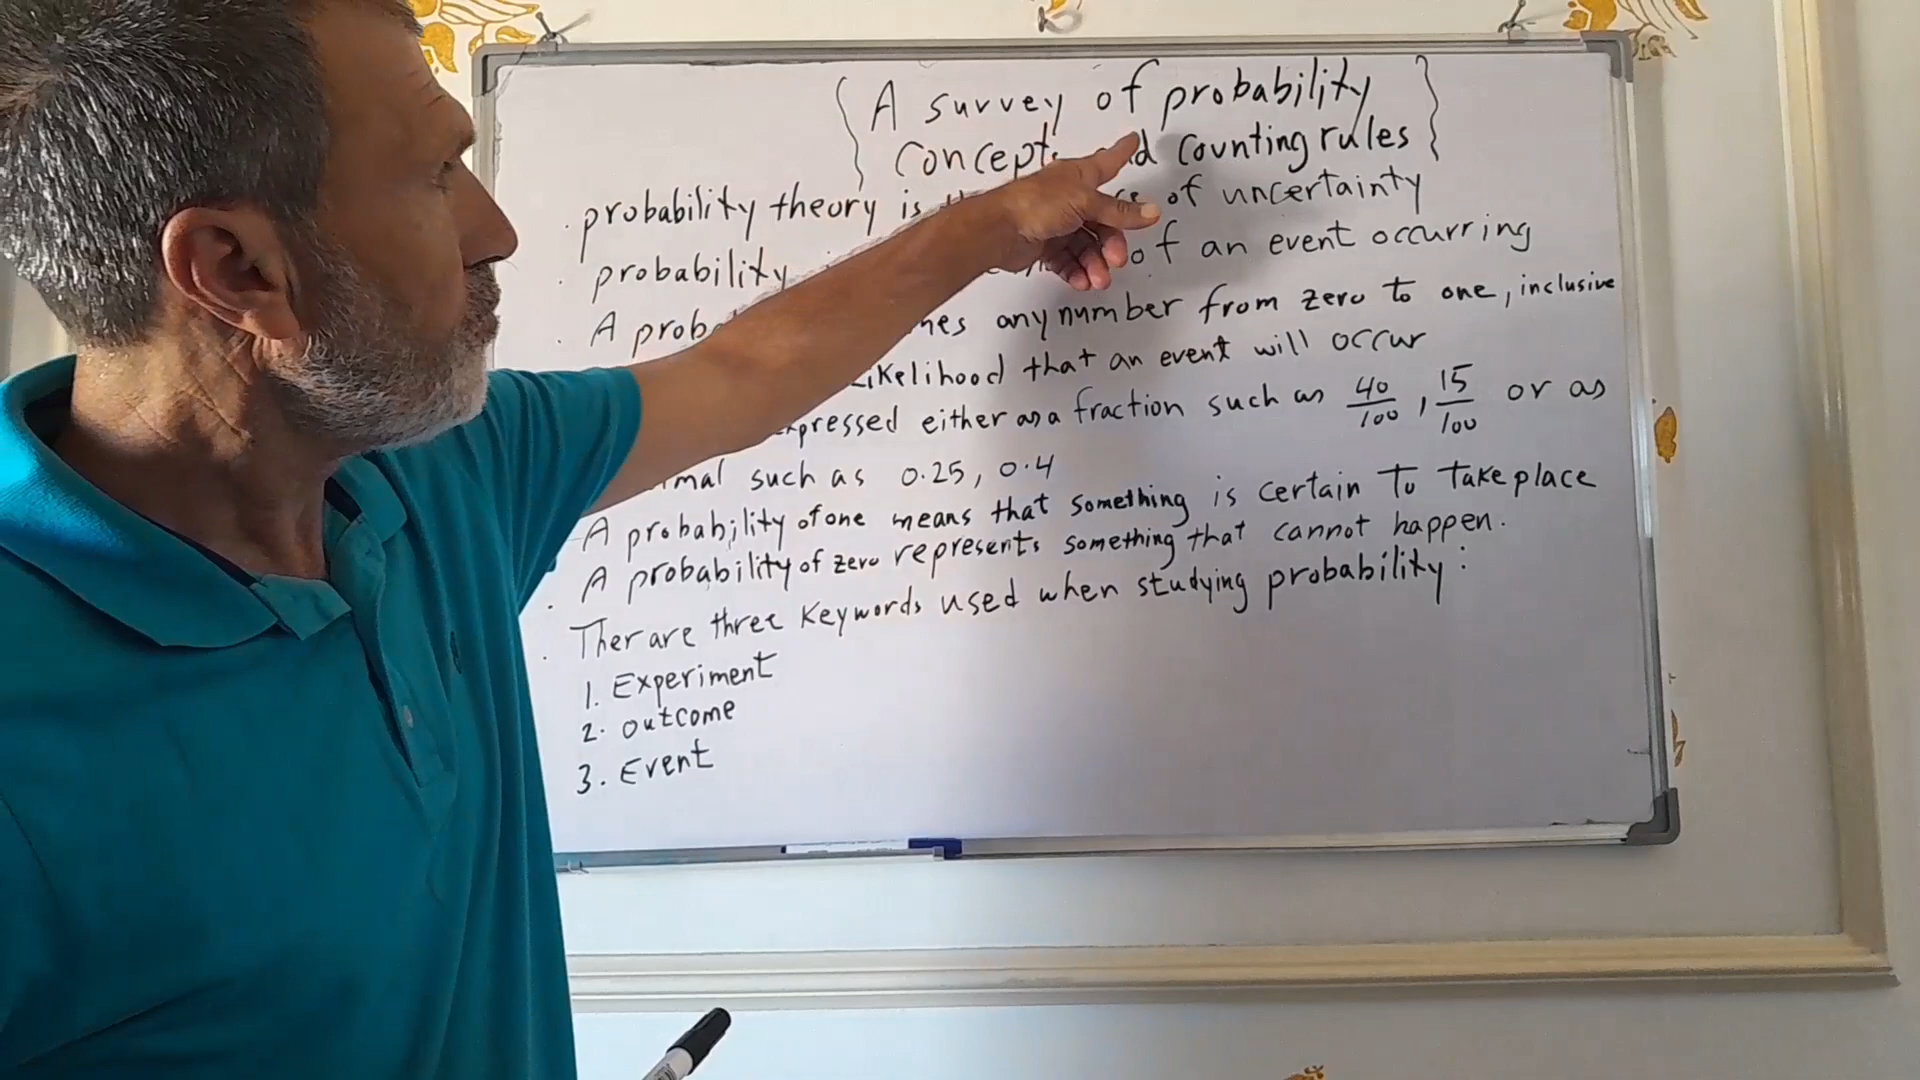 A survey of probability
concepts and counting rules
probability theory is of uncertainty
probability of an event occurring
A any number from zero to one, inclusive
Likelihood that an event will occur
expressed either as a fraction such as 40/100, 15/100 or as
such as 0.25, 0.4
A probability of one means that something is certain to take place
A probability of zero represents something that cannot happen.
Ther are three keywords used when studying probability:
1. Experiment
2. outcome
3. Event